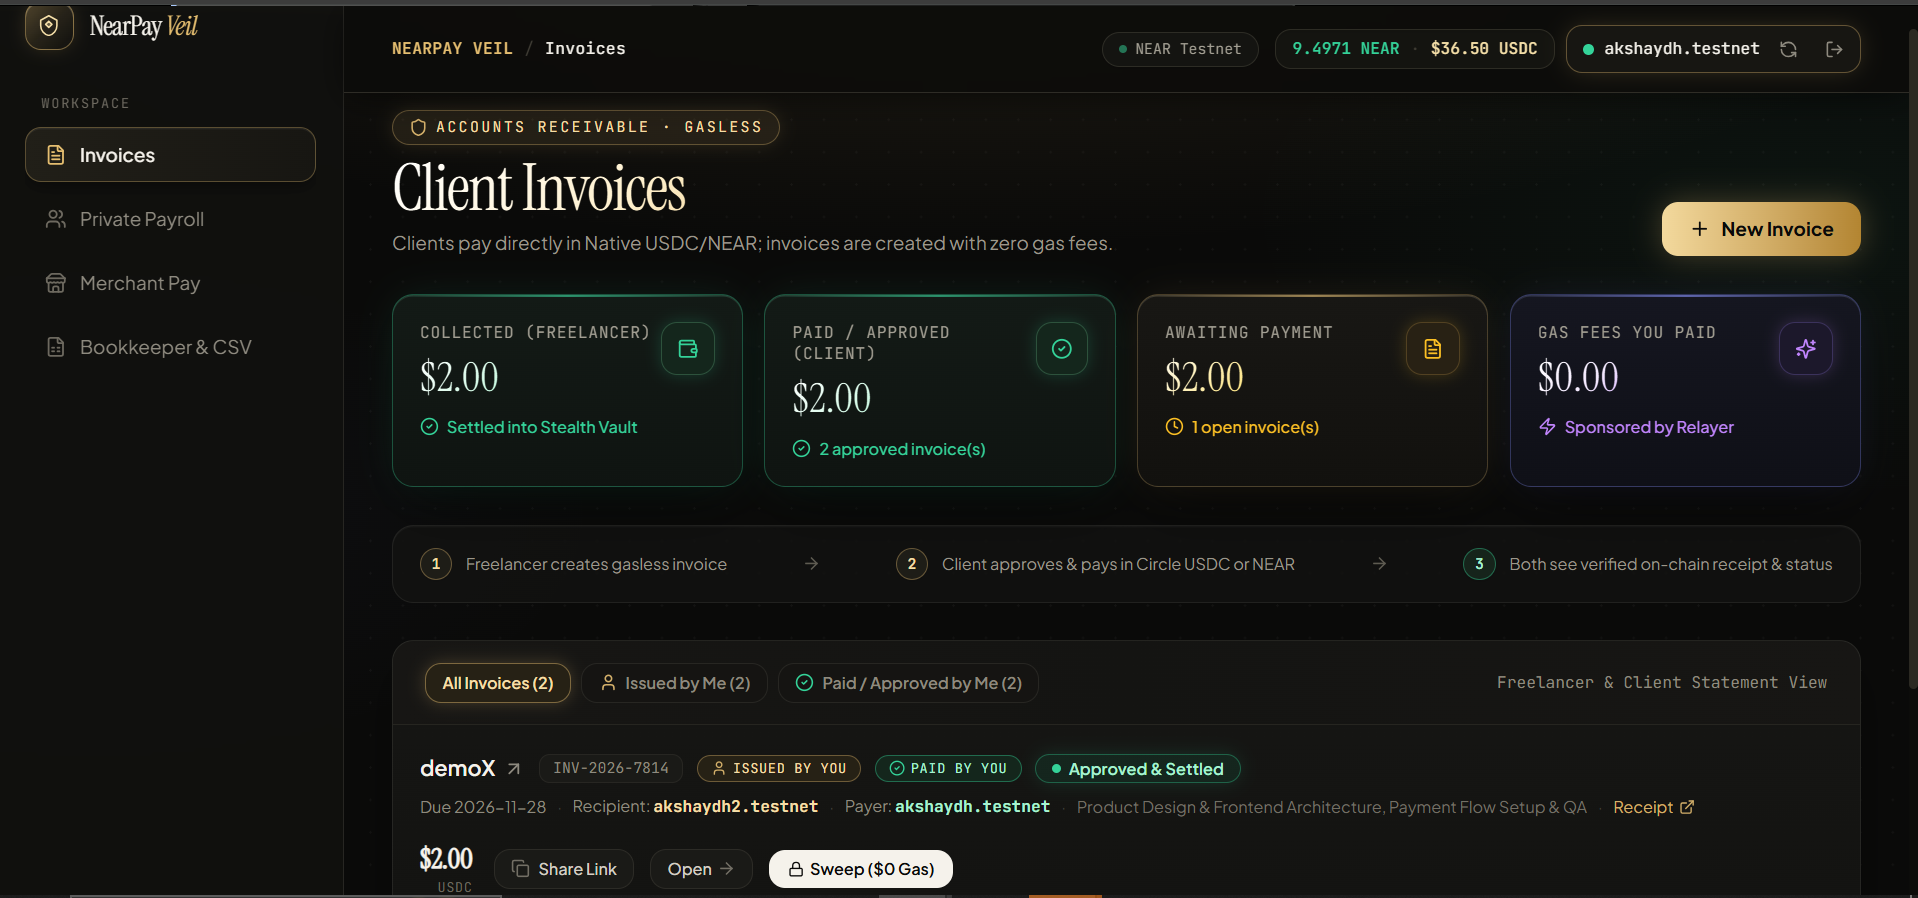 NearPay Veil
WORKSPACE
Invoices
Private Payroll
Merchant Pay
Bookkeeper & CSV
NEARPAY VEIL / Invoices
NEAR Testnet
9.4971 NEAR · $36.50 USDC
akshaydh.testnet
ACCOUNTS RECEIVABLE · GASLESS
Client Invoices
Clients pay directly in Native USDC/NEAR; invoices are created with zero gas fees.
+ New Invoice
COLLECTED (FREELANCER)
$2.00
Settled into Stealth Vault
PAID / APPROVED
(CLIENT)
$2.00
2 approved invoice(s)
AWAITING PAYMENT
$2.00
1 open invoice(s)
GAS FEES YOU PAID
$0.00
Sponsored by Relayer
1 Freelancer creates gasless invoice →
2 Client approves & pays in Circle USDC or NEAR →
3 Both see verified on-chain receipt & status
All Invoices (2)
Issued by Me (2)
Paid / Approved by Me (2)
Freelancer & Client Statement View
demoX ↗ INV-2026-7814 ISSUED BY YOU PAID BY YOU Approved & Settled
Due 2026-11-28 · Recipient: akshaydh2.testnet · Payer: akshaydh.testnet · Product Design & Frontend Architecture, Payment Flow Setup & QA · Receipt
$2.00
USDC
Share Link
Open →
Sweep ($0 Gas)